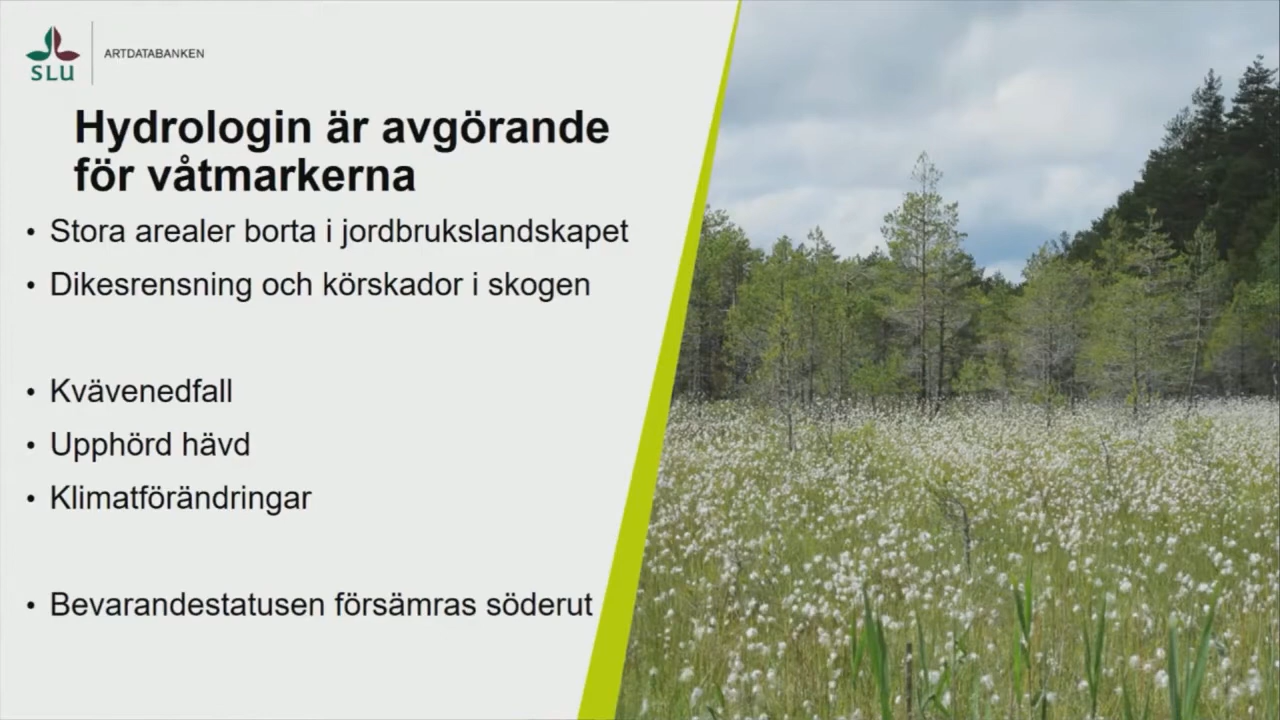 SLU
ARTDATABANKEN
Hydrologin är avgörande
för våtmarkerna
• Stora arealer borta i jordbrukslandskapet
• Dikesrensning och körskador i skogen
• Kvävenedfall
• Upphörd hävd
• Klimatförändringar
• Bevarandestatusen försämras söderut